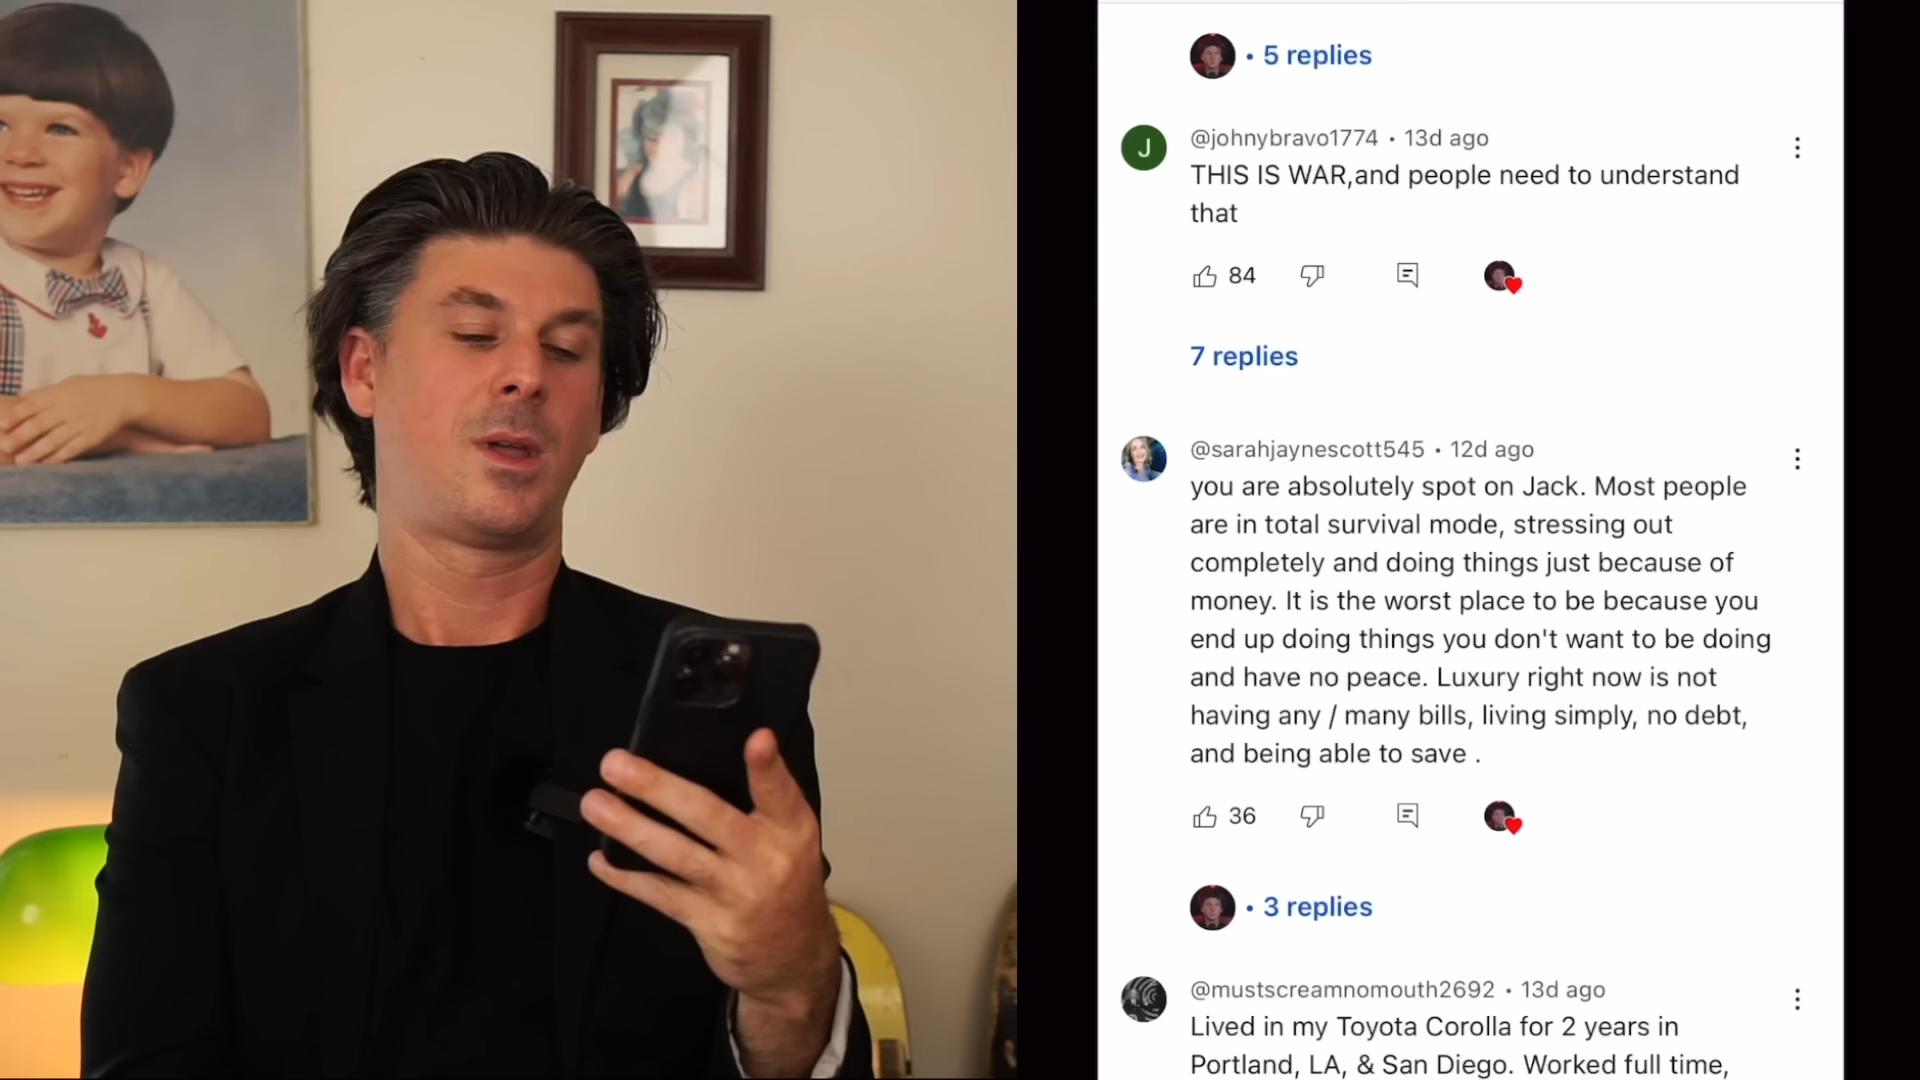 • 5 replies
J
@johnybravo1774 • 13d ago
THIS IS WAR,and people need to understand
that
84
7 replies
@sarahjaynescott545 • 12d ago
you are absolutely spot on Jack. Most people
are in total survival mode, stressing out
completely and doing things just because of
money. It is the worst place to be because you
end up doing things you don't want to be doing
and have no peace. Luxury right now is not
having any / many bills, living simply, no debt,
and being able to save .
36
• 3 replies
@mustscreamnomouth2692 • 13d ago
Lived in my Toyota Corolla for 2 years in
Portland, LA, & San Diego. Worked full time,